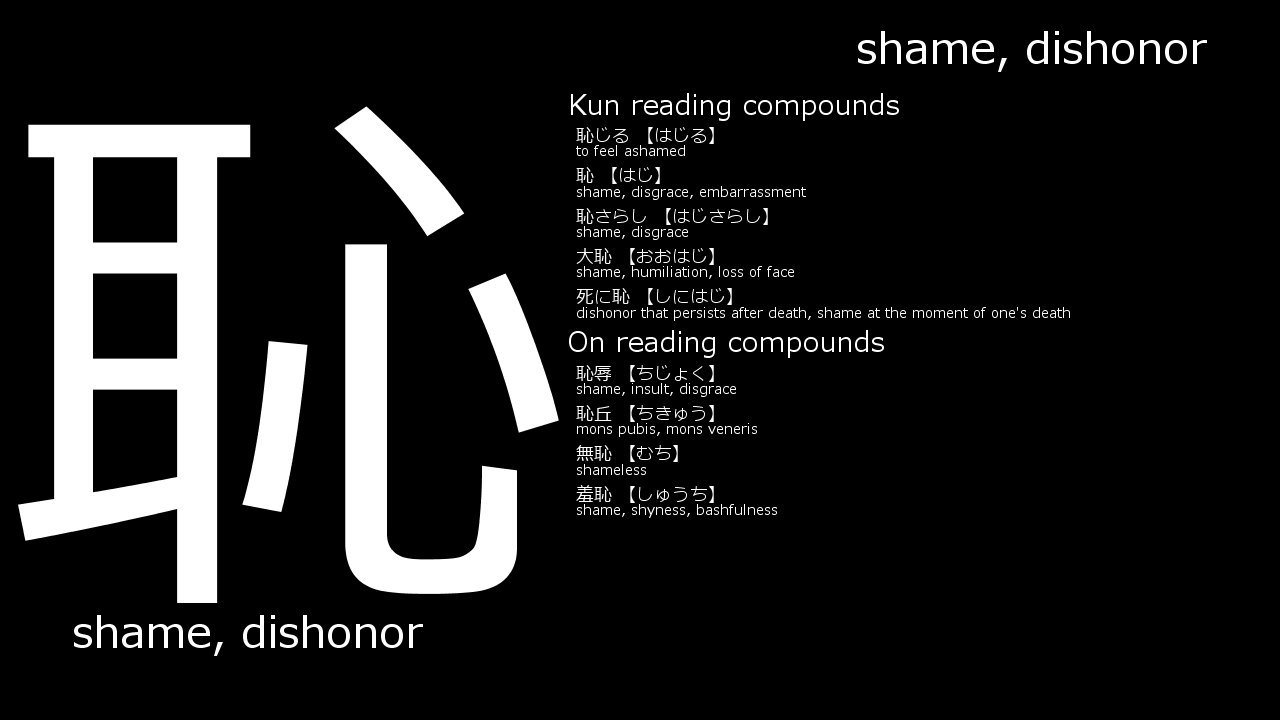 shame, dishonor
恥
Kun reading compounds
恥じる 【はじる】
to feel ashamed
恥 【はじ】
shame, disgrace, embarrassment
恥さらし 【はじさらし】
shame, disgrace
大恥 【おおはじ】
shame, humiliation, loss of face
死に恥 【しにはじ】
dishonor that persists after death, shame at the moment of one's death
On reading compounds
恥辱 【ちじょく】
shame, insult, disgrace
恥丘 【ちきゅう】
mons pubis, mons veneris
無恥 【むち】
shameless
羞恥 【しゅうち】
shame, shyness, bashfulness
shame, dishonor